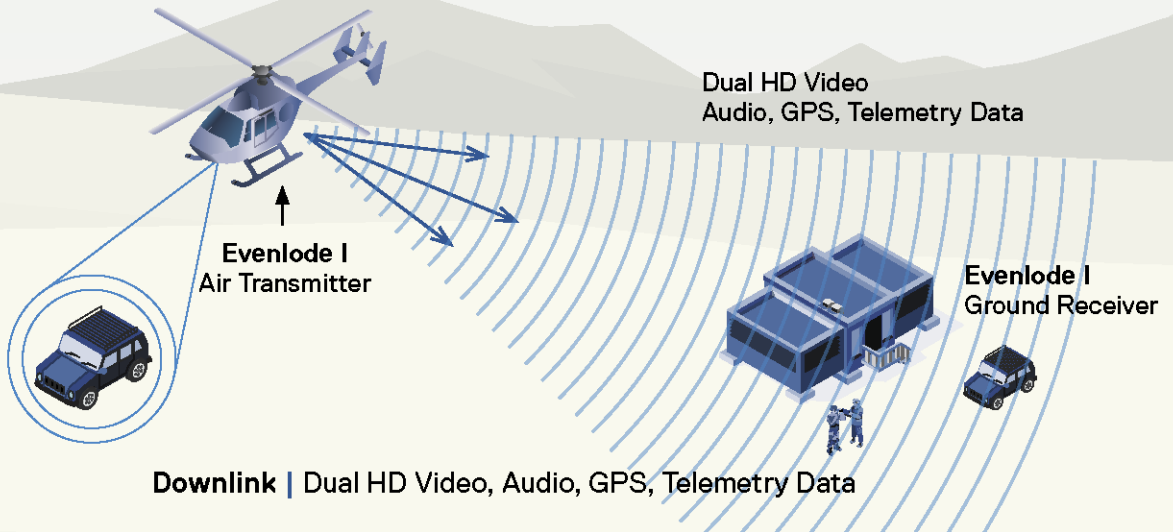 Dual HD Video
Audio, GPS, Telemetry Data
Evenlode I
Air Transmitter
Evenlode I
Ground Receiver
Downlink | Dual HD Video, Audio, GPS, Telemetry Data